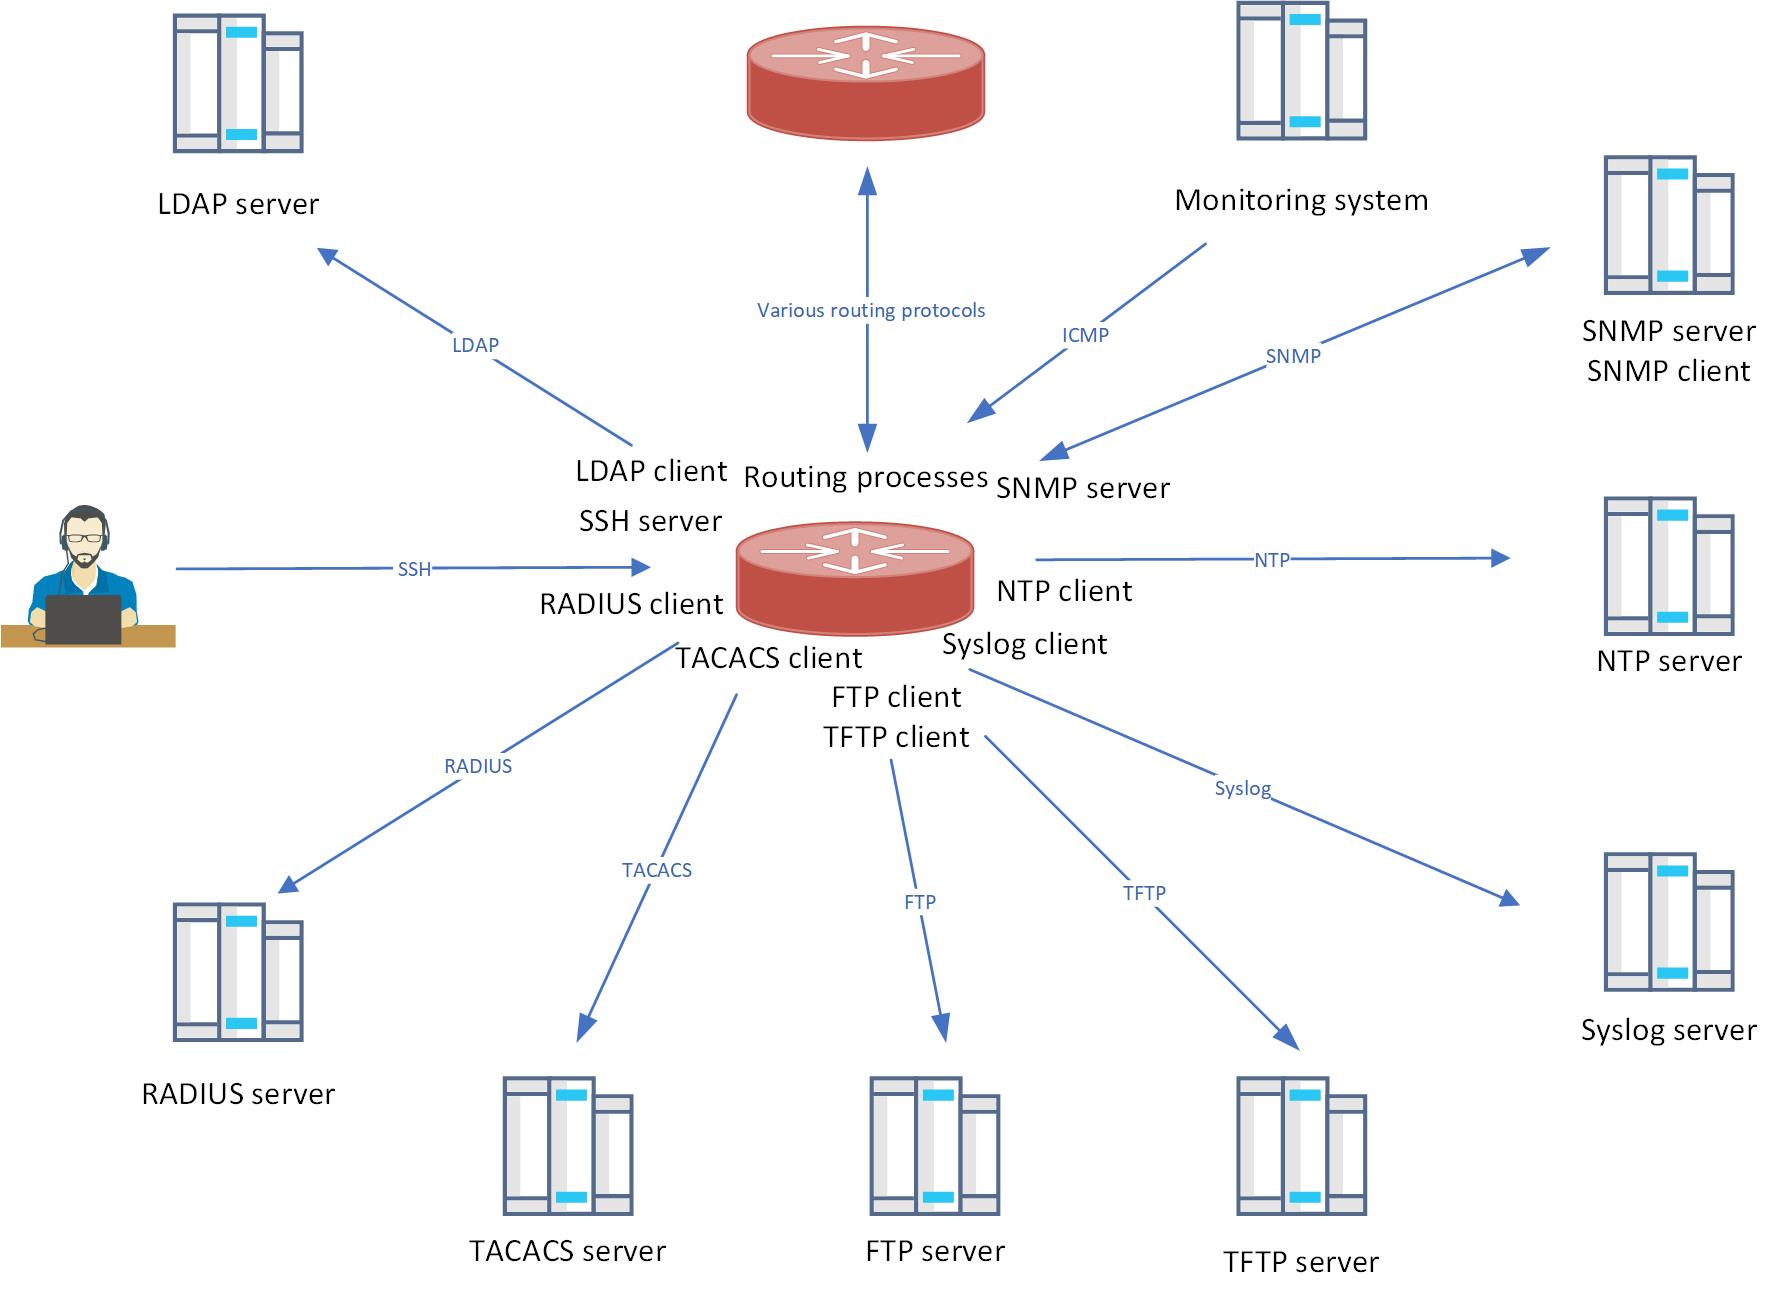 LDAP server
Monitoring system
Various routing protocols
ICMP
SNMP server
SNMP client
LDAP
SNMP
LDAP client
Routing processes
SNMP server
SSH server
SSH
NTP
RADIUS client
NTP client
TACACS client
Syslog client
NTP server
FTP client
TFTP client
RADIUS
Syslog
TACACS
FTP
TFTP
Syslog server
RADIUS server
TACACS server
FTP server
TFTP server